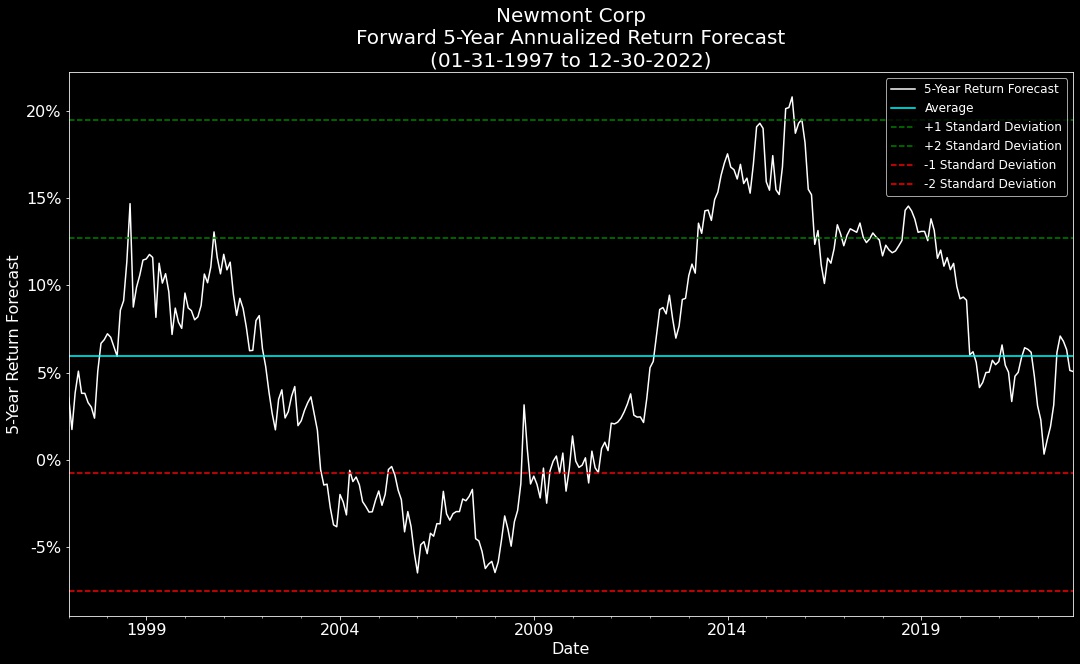 Newmont Corp
Forward 5-Year Annualized Return Forecast
(01-31-1997 to 12-30-2022)
5-Year Return Forecast
Average
+1 Standard Deviation
+2 Standard Deviation
-1 Standard Deviation
-2 Standard Deviation
5-Year Return Forecast
20%
15%
10%
5%
0%
-5%
1999 2004 2009 2014 2019
Date